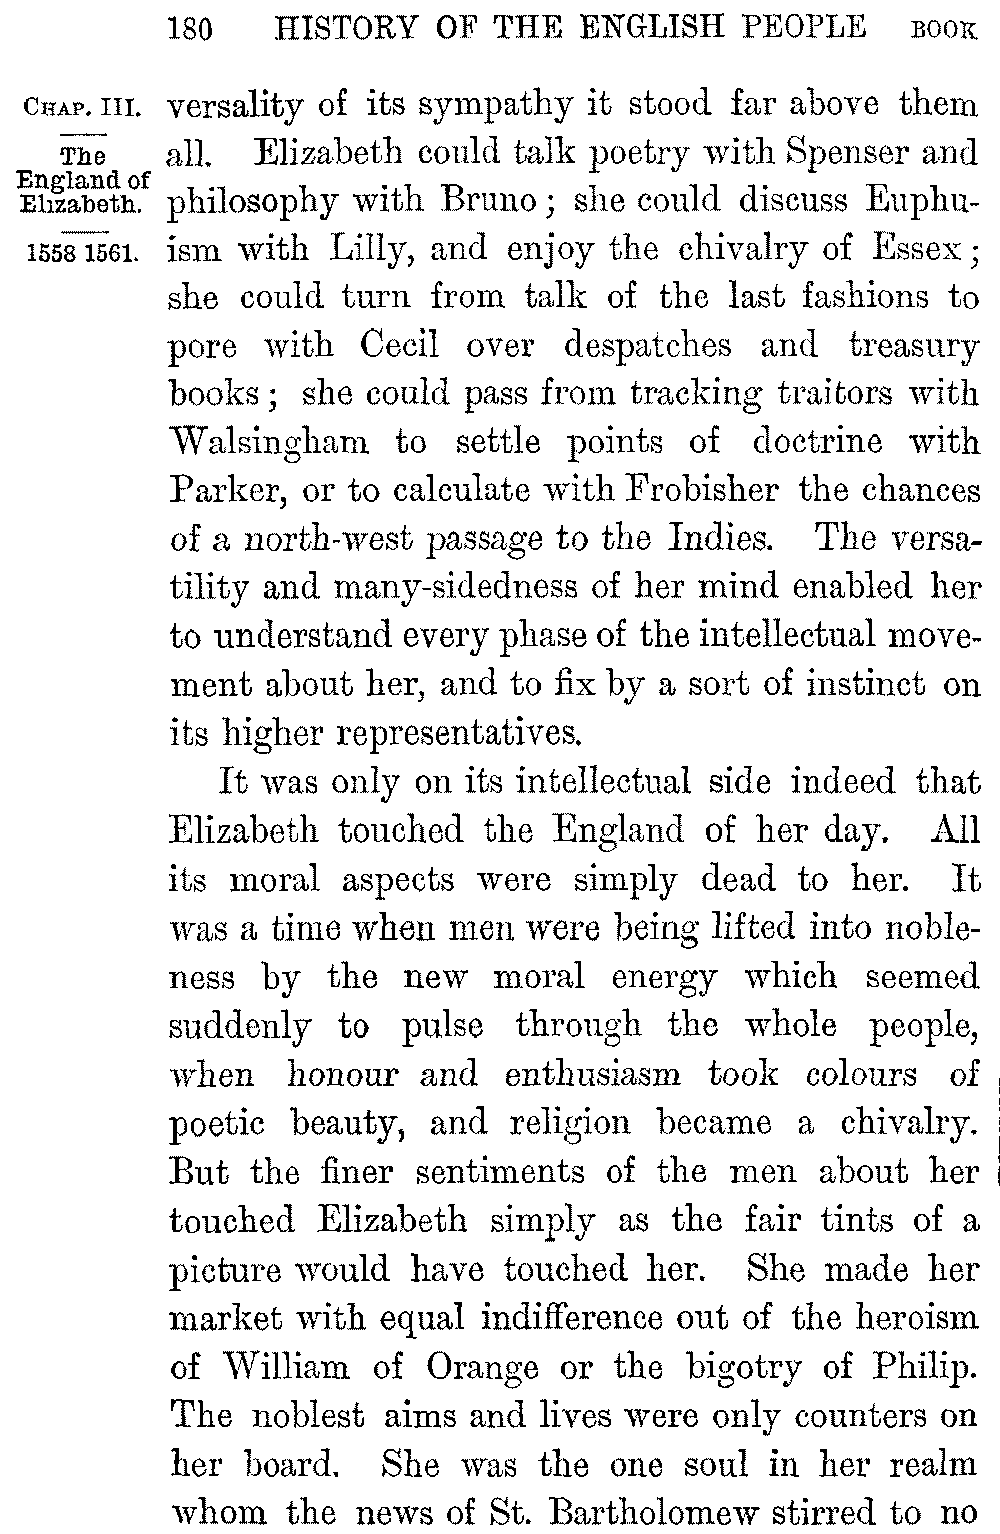 180 HISTORY OF THE ENGLISH PEOPLE BOOK
CHAP. III.
The
England of
Elizabeth.
1558 1561.
versality of its sympathy it stood far above them
all. Elizabeth could talk poetry with Spenser and
philosophy with Bruno; she could discuss Euphu-
ism with Lilly, and enjoy the chivalry of Essex;
she could turn from talk of the last fashions to
pore with Cecil over despatches and treasury
books; she could pass from tracking traitors with
Walsingham to settle points of doctrine with
Parker, or to calculate with Frobisher the chances
of a north-west passage to the Indies. The versa-
tility and many-sidedness of her mind enabled her
to understand every phase of the intellectual move-
ment about her, and to fix by a sort of instinct on
its higher representatives.
It was only on its intellectual side indeed that
Elizabeth touched the England of her day. All
its moral aspects were simply dead to her. It
was a time when men were being lifted into noble-
ness by the new moral energy which seemed
suddenly to pulse through the whole people,
when honour and enthusiasm took colours of
poetic beauty, and religion became a chivalry.
But the finer sentiments of the men about her
touched Elizabeth simply as the fair tints of a
picture would have touched her. She made her
market with equal indifference out of the heroism
of William of Orange or the bigotry of Philip.
The noblest aims and lives were only counters on
her board. She was the one soul in her realm
whom the news of St. Bartholomew stirred to no